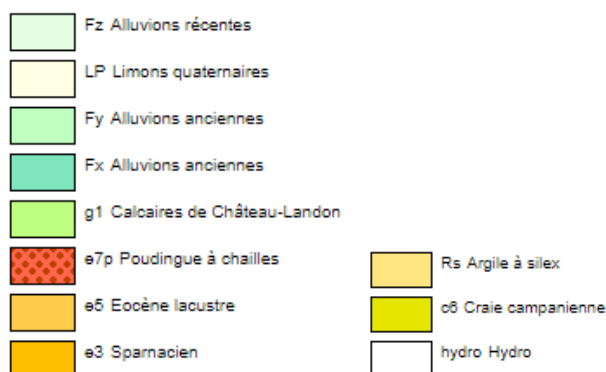 Fz Alluvions récentes
LP Limons quaternaires
Fy Alluvions anciennes
Fx Alluvions anciennes
g1 Calcaires de Château-Landon
e7p Poudingue à chailles
e5 Eocène lacustre
e3 Sparnacien
Rs Argile à silex
c6 Craie campanienne
hydro Hydro